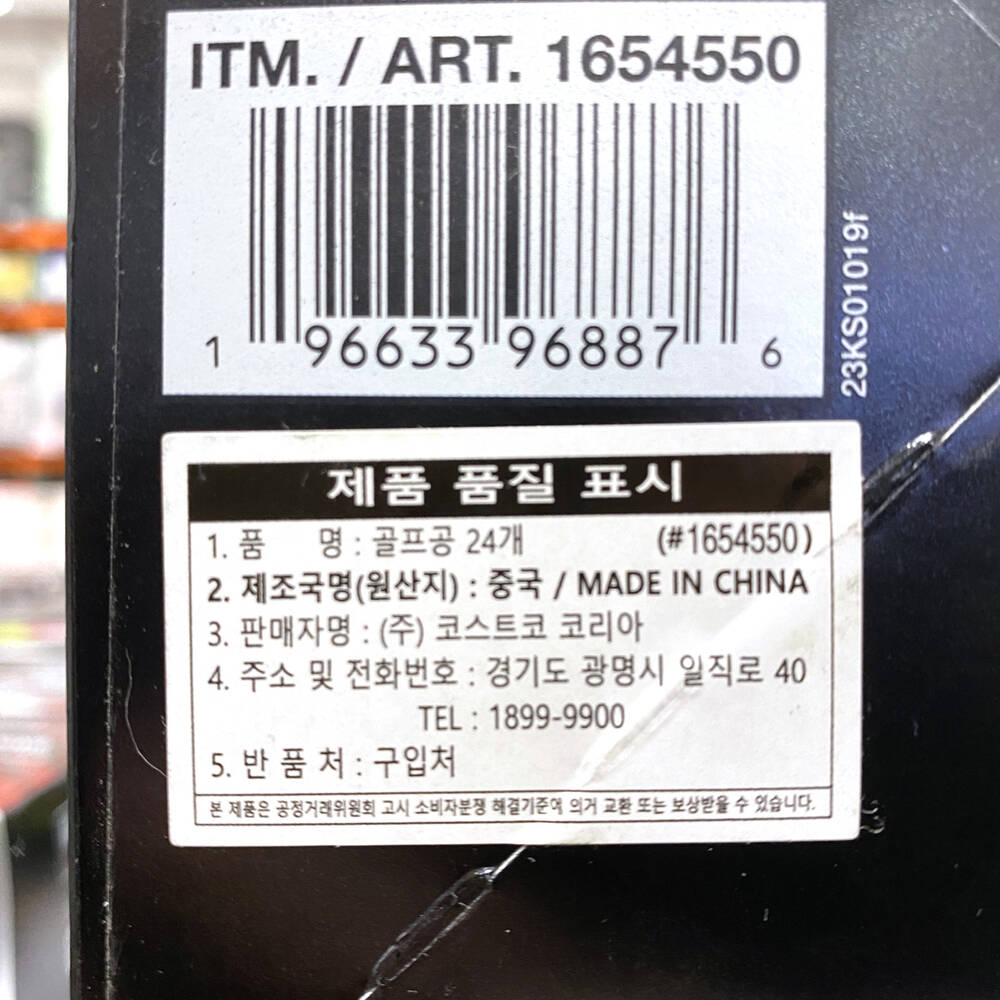 ITM. / ART. 1654550
1 96633 96887 6
23KS01019f
제품 품질 표시
1. 품 명 : 골프공 24개 (#1654550)
2. 제조국명(원산지) : 중국 / MADE IN CHINA
3. 판매자명 : (주) 코스트코 코리아
4. 주소 및 전화번호 : 경기도 광명시 일직로 40
TEL : 1899-9900
5. 반 품 처 : 구입처
본 제품은 공정거래위원회 고시 소비자분쟁 해결기준에 의거 교환 또는 보상받을 수 있습니다.